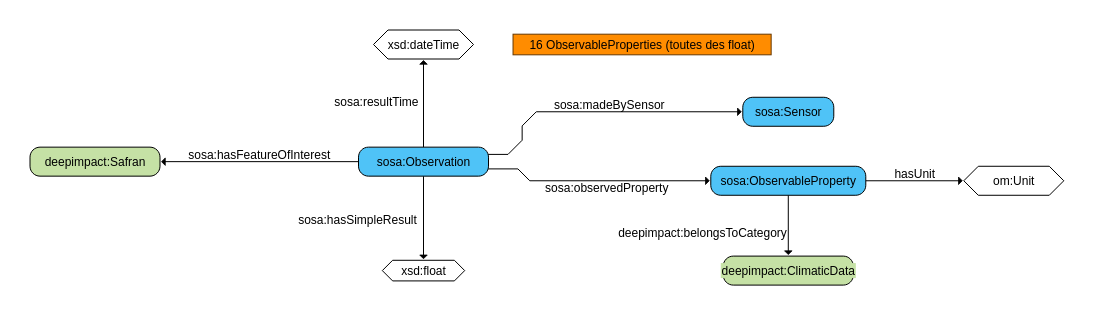 xsd:dateTime
16 ObservableProperties (toutes des float)
sosa:resultTime
sosa:madeBySensor
sosa:Sensor
deepimpact:Safran
sosa:hasFeatureOfInterest
sosa:Observation
sosa:observedProperty
sosa:ObservableProperty
hasUnit
om:Unit
sosa:hasSimpleResult
deepimpact:belongsToCategory
xsd:float
deepimpact:ClimaticData